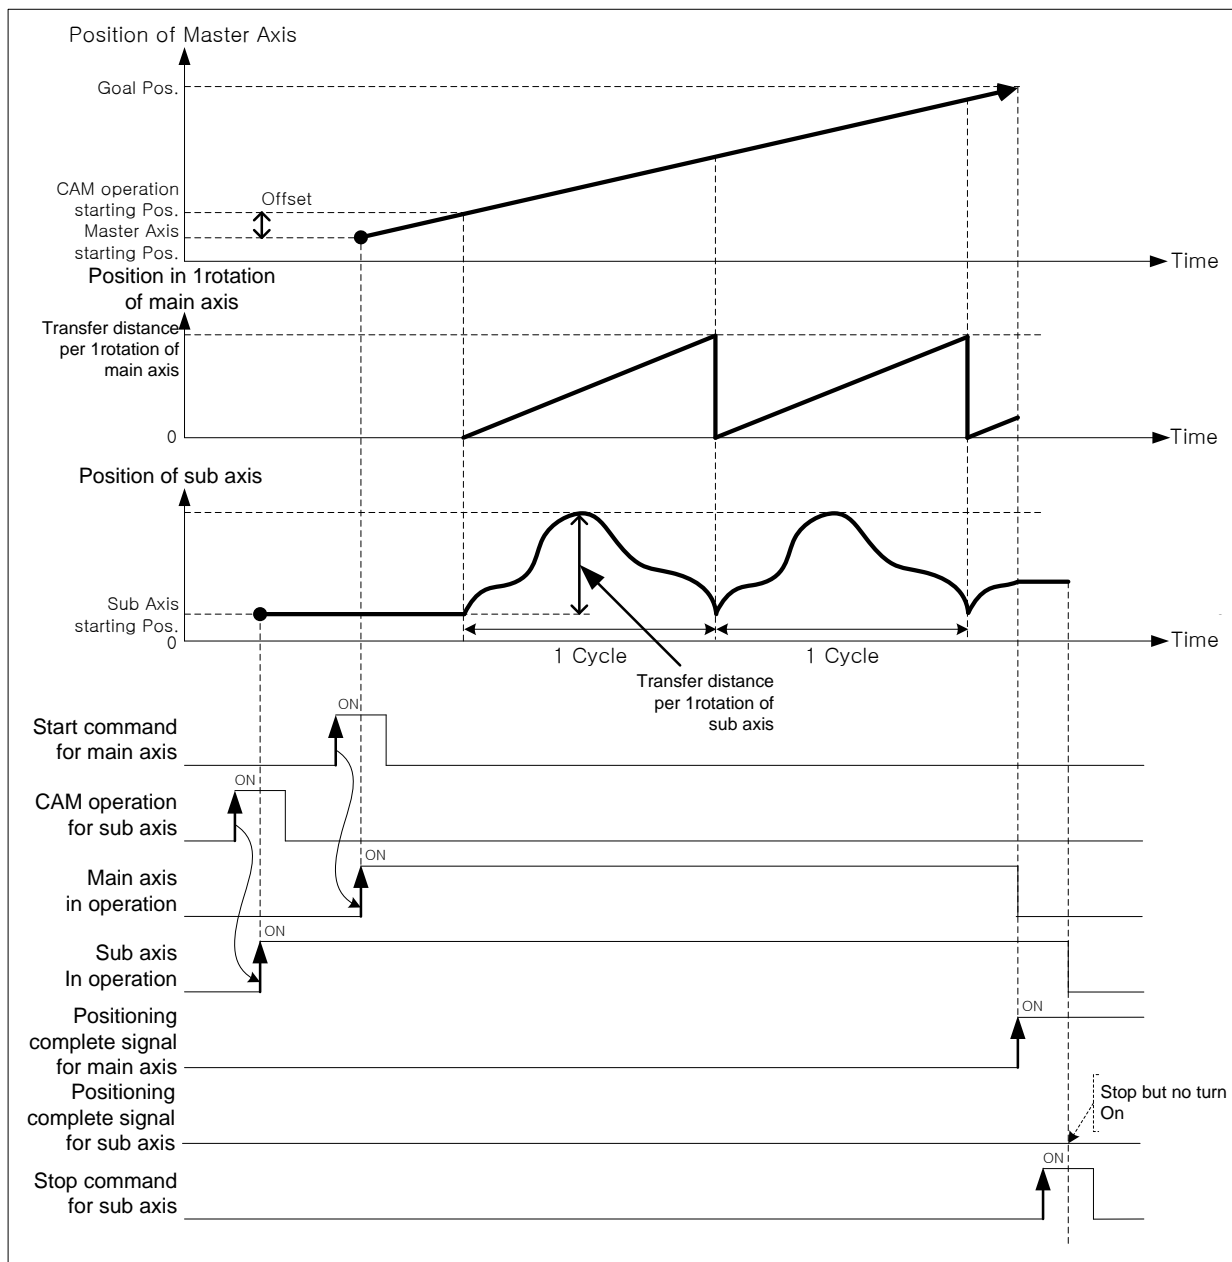 Position of Master Axis
Goal Pos.
CAM operation
starting Pos.
Offset
Master Axis
starting Pos.
Time
Position in 1rotation
of main axis
Transfer distance
per 1rotation of
main axis
0
Time
Position of sub axis
Sub Axis
starting Pos.
0
Time
1 Cycle
1 Cycle
Transfer distance
per 1rotation of
sub axis
ON
Start command
for main axis
ON
CAM operation
for sub axis
ON
Main axis
in operation
ON
Sub axis
In operation
ON
Positioning
complete signal
for main axis
Positioning
complete signal
for sub axis
Stop but no turn
On
ON
Stop command
for sub axis